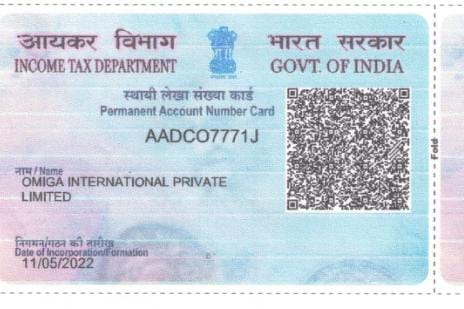 आयकर विभाग
INCOME TAX DEPARTMENT
भारत सरकार
GOVT. OF INDIA
स्थायी लेखा संख्या कार्ड
Permanent Account Number Card
AADCO7771J
नाम / Name
OMIGA INTERNATIONAL PRIVATE
LIMITED
निगमन/गठन की तारीख
Date of Incorporation/Formation
11/05/2022
Fold